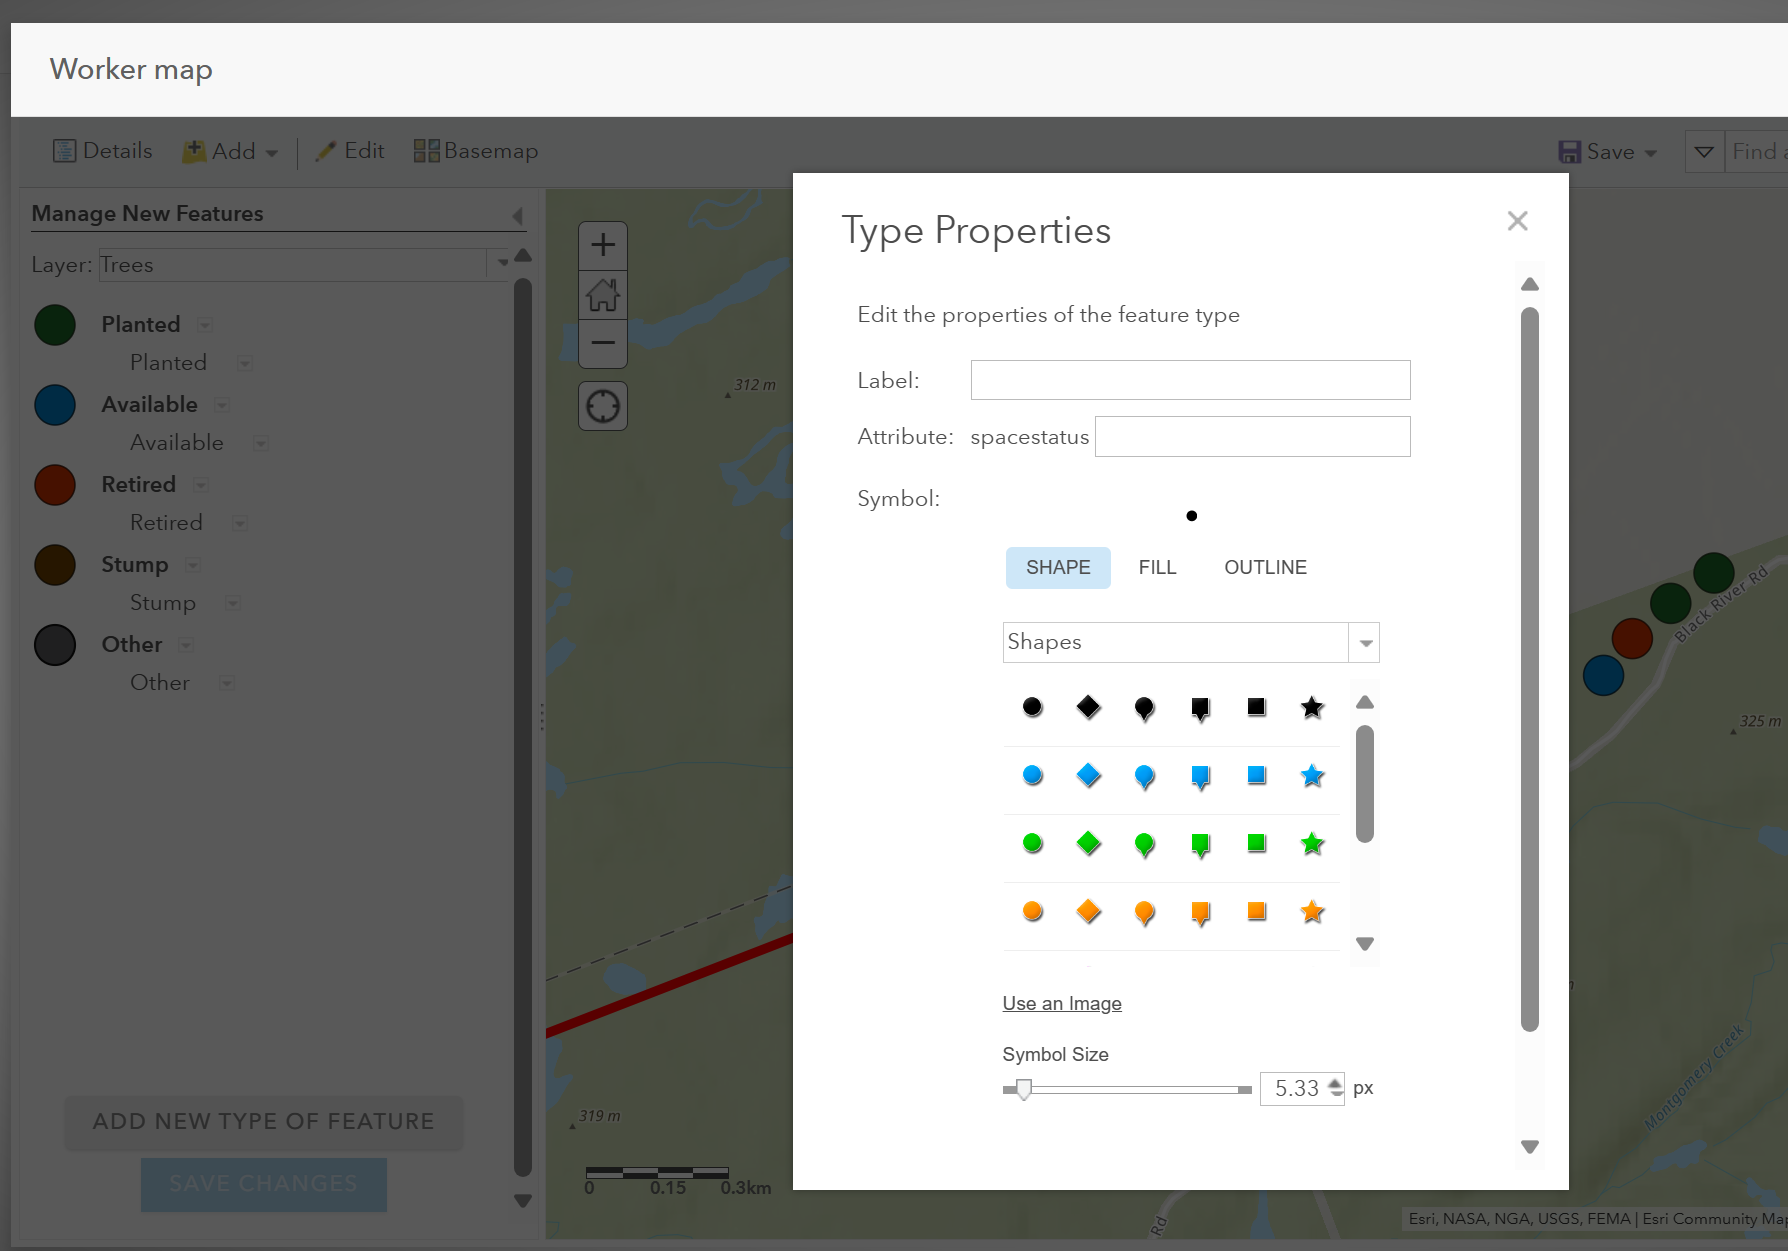 Worker map
Details
Add
Edit
Basemap
Save
Find a
Manage New Features
Layer: Trees
Planted
Planted
Available
Available
Retired
Retired
Stump
Stump
Other
Other
ADD NEW TYPE OF FEATURE
SAVE CHANGES
312 m
319 m
0 0.15 0.3km
Type Properties
Edit the properties of the feature type
Label:
Attribute: spacestatus
Symbol:
SHAPE FILL OUTLINE
Shapes
Use an Image
Symbol Size
5.33 px
Black River Rd
325 m
Montgomery Creek
Rd
Esri, NASA, NGA, USGS, FEMA | Esri Community Map